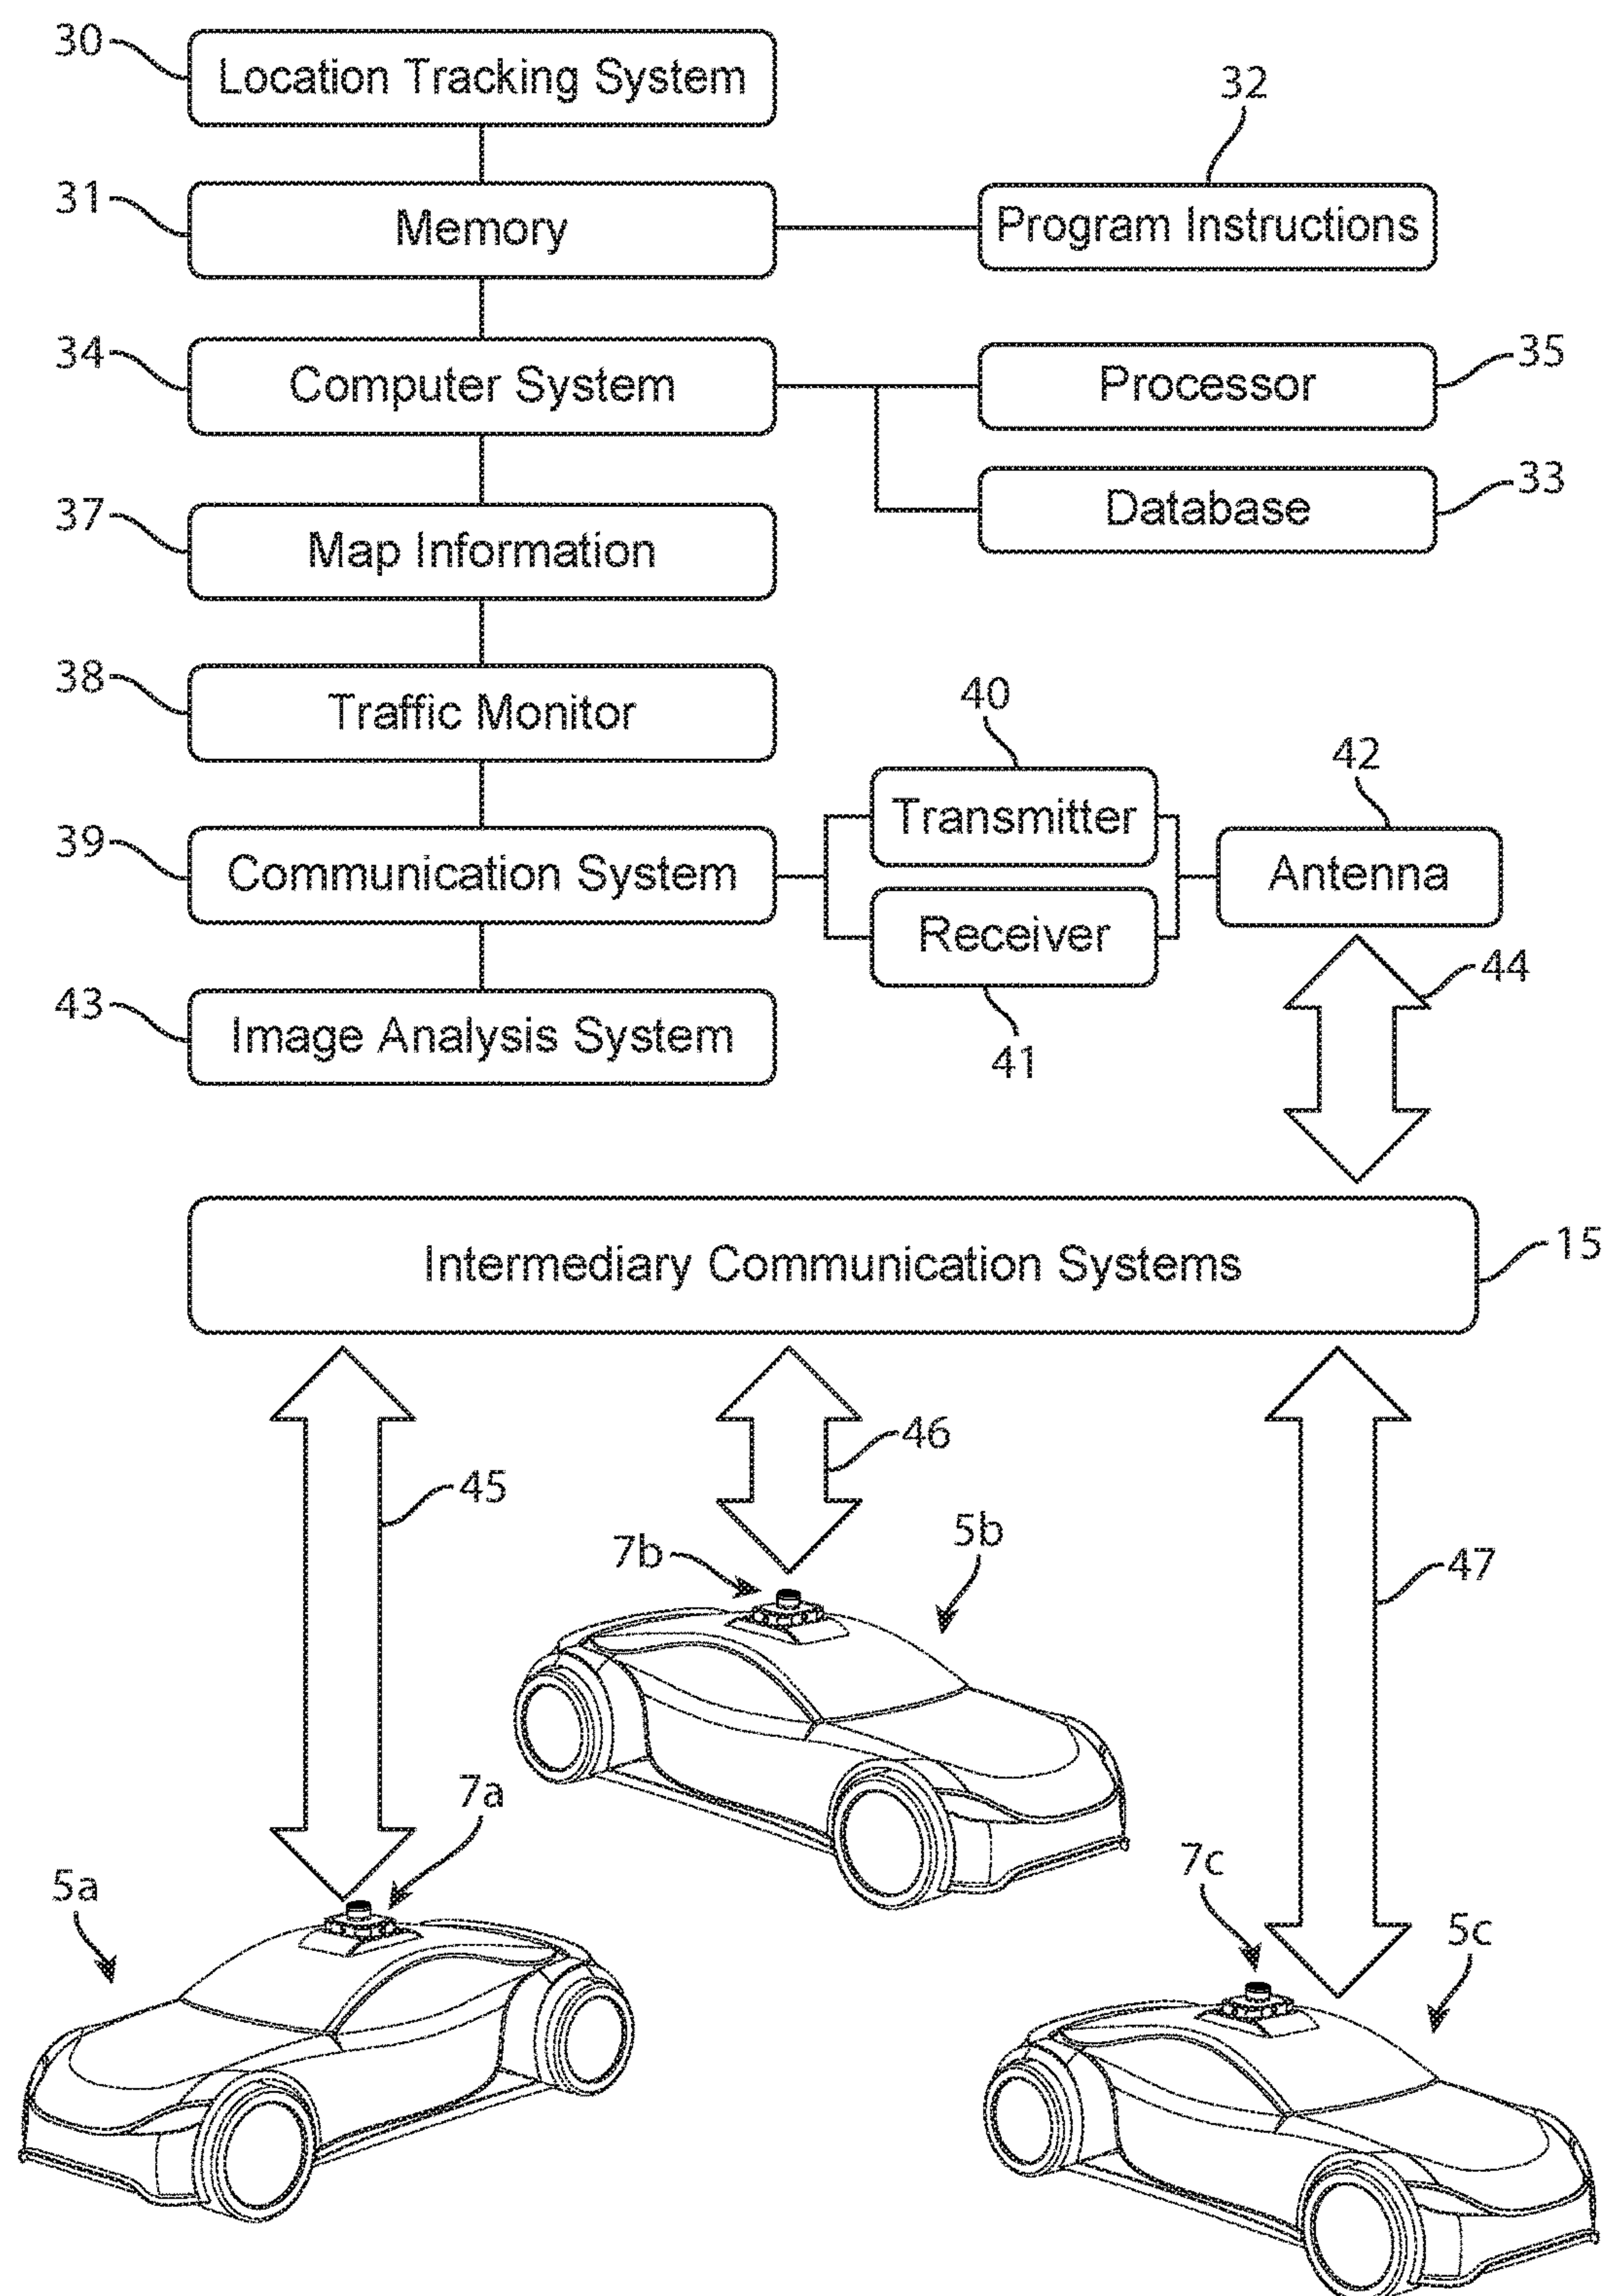 30
Location Tracking System
32
31
Memory
Program Instructions
34
Computer System
Processor
35
37
Map Information
Database
33
38
Traffic Monitor
40
Transmitter
42
39
Communication System
Antenna
Receiver
44
43
Image Analysis System
41
Intermediary Communication Systems
15
46
45
7b
5b
47
7a
5a
7c
5c